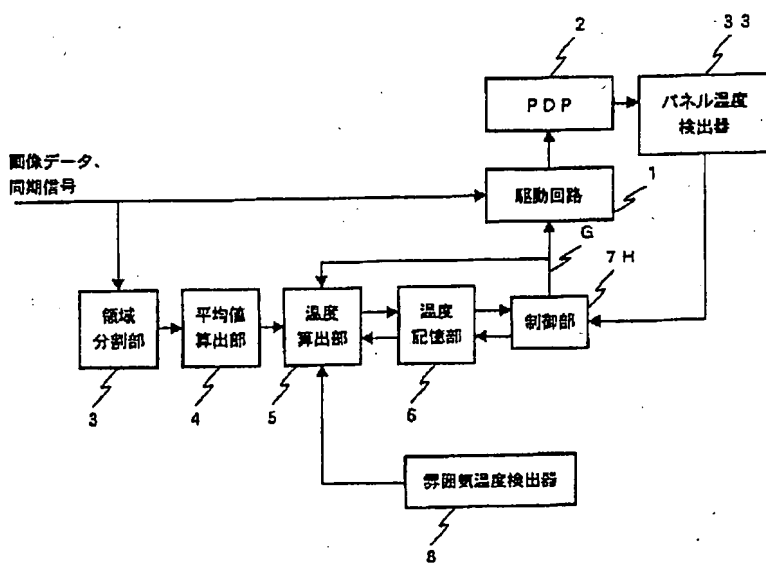 2
33
PDP
パネル温度
検出器
画像データ、
同期信号
駆動回路
1
G
7H
領域
分割部
平均値
算出部
温度
算出部
温度
記憶部
制御部
3
4
5
6
雰囲気温度検出器
8